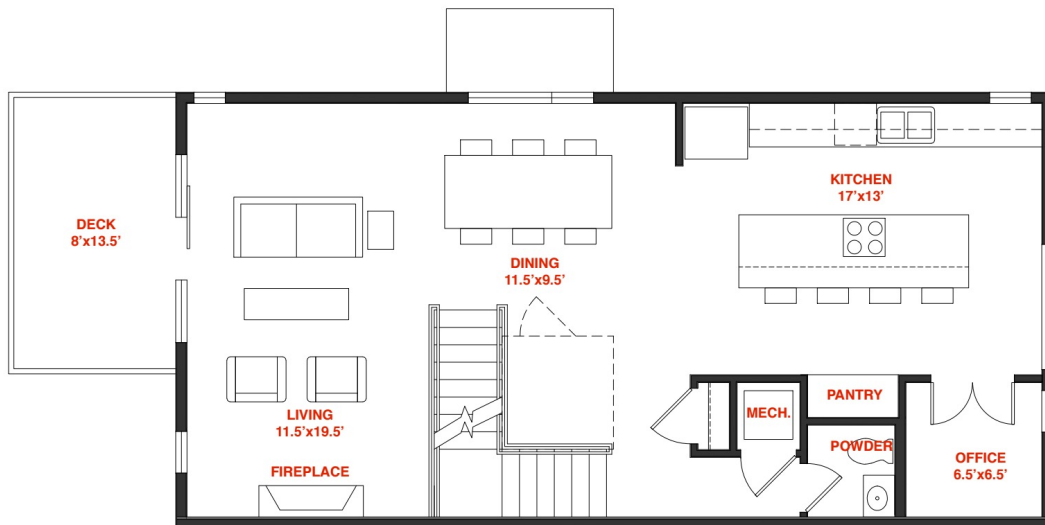 KITCHEN
17'x13'
DECK
8'x13.5'
DINING
11.5'x9.5'
PANTRY
MECH.
LIVING
11.5'x19.5'
POWDER
OFFICE
6.5'x6.5'
FIREPLACE